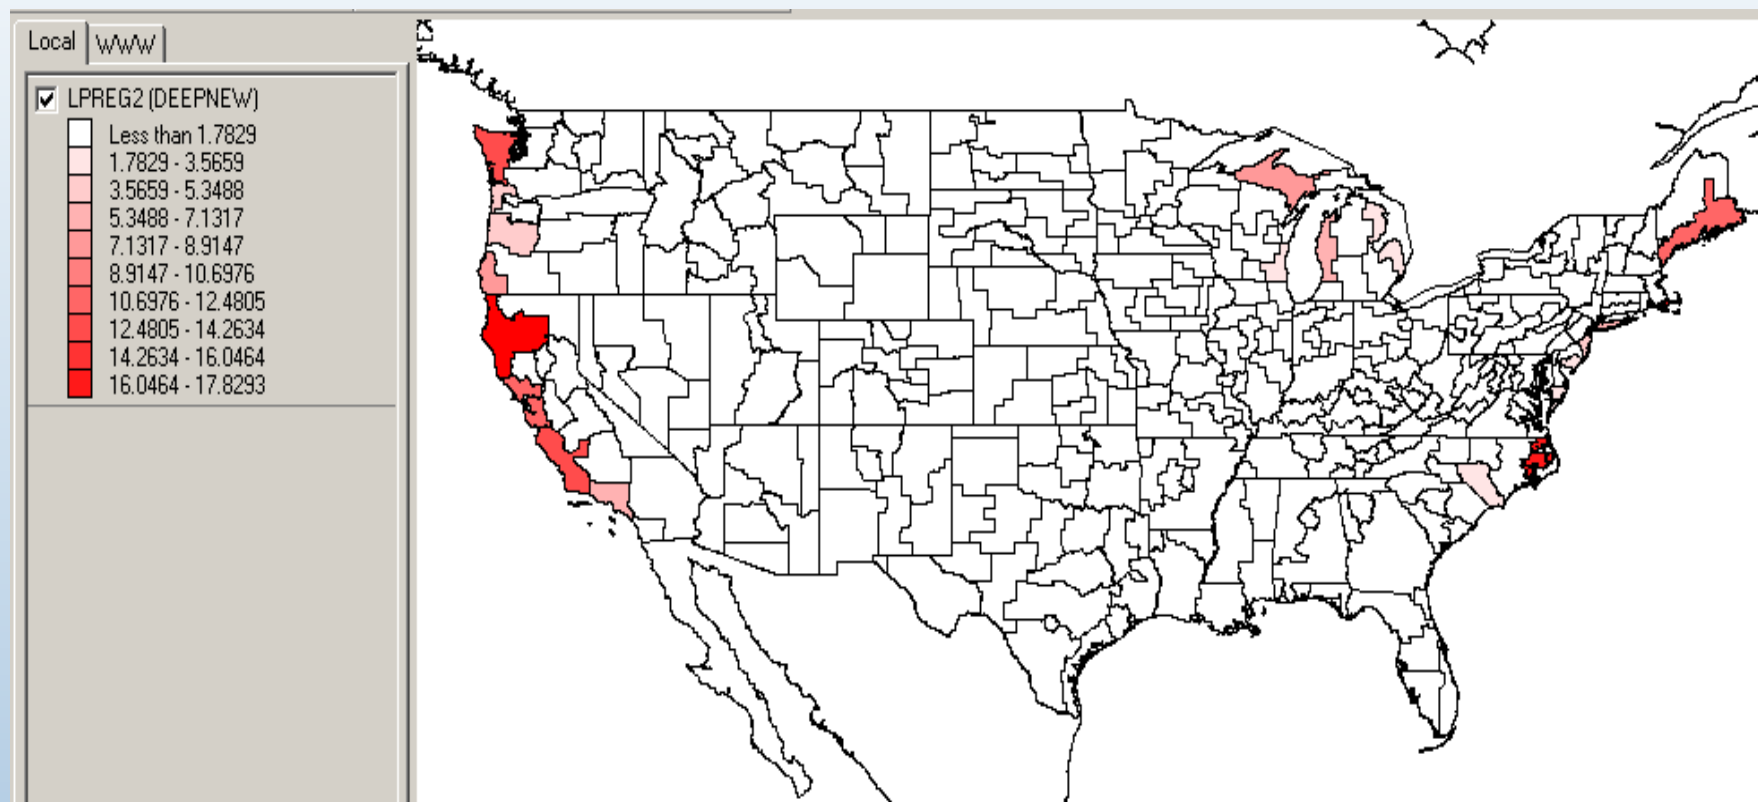 Local
WWW
LPREG2 (DEEPNEW)
Less than 1.7829
1.7829 - 3.5659
3.5659 - 5.3488
5.3488 - 7.1317
7.1317 - 8.9147
8.9147 - 10.6976
10.6976 - 12.4805
12.4805 - 14.2634
14.2634 - 16.0464
16.0464 - 17.8293